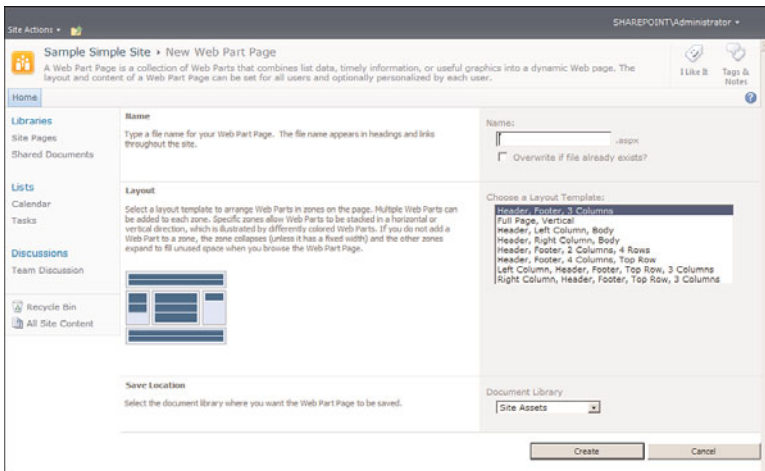 SHAREPOINT\Administrator
Site Actions
Sample Simple Site › New Web Part Page
A Web Part Page is a collection of Web Parts that combines list data, timely information, or useful graphics into a dynamic Web page. The
layout and content of a Web Part Page can be set for all users and optionally personalized by each
user.
I Like It
Tags &
Notes
Home
Libraries
Site Pages
Shared Documents
Lists
Calendar
Tasks
Discussions
Team Discussion
Recycle Bin
All Site Content
Name
Type a file name for your Web Part Page. The file name appears in headings and links
throughout the site.
Name:
.aspx
Overwrite if file already exists?
Layout
Select a layout template to arrange Web Parts in zones on the page. Multiple Web Parts can
be added to each zone. Specific zones allow Web Parts to be stacked in a horizontal or
vertical direction, which is illustrated by differently colored Web Parts. If you do not add a
Web Part to a zone, the zone collapses (unless it has a fixed width) and the other zones
expand to fill unused space when you browse the Web Part Page.
Choose a Layout Template:
Header, Footer, 3 Columns
Full Page, Vertical
Header, Left Column, Body
Header, Right Column, Body
Header, Footer, 2 Columns, 4 Rows
Header, Footer, 4 Columns, Top Row
Left Column, Header, Footer, Top Row, 3 Columns
Right Column, Header, Footer, Top Row, 3 Columns
Save Location
Select the document library where you want the Web Part Page to be saved.
Document Library
Site Assets
Create
Cancel